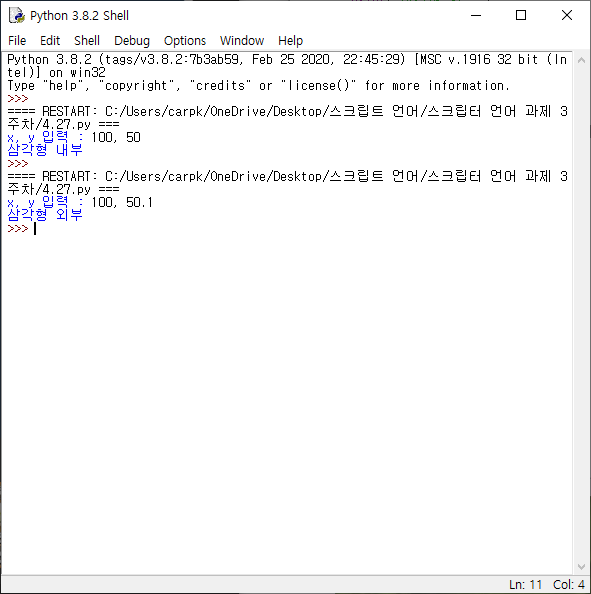 Python 3.8.2 Shell
File Edit Shell Debug Options Window Help
Python 3.8.2 (tags/v3.8.2:7b3ab59, Feb 25 2020, 22:45:29) [MSC v.1916 32 bit (In
tel)] on win32
Type "help", "copyright", "credits" or "license()" for more information.
>>>
==== RESTART: C:/Users/carpk/OneDrive/Desktop/스크립트 언어/스크립터 언어 과제 3
주차/4.27.py ===
x, y 입력 : 100, 50
삼각형 내부
>>>
==== RESTART: C:/Users/carpk/OneDrive/Desktop/스크립트 언어/스크립터 언어 과제 3
주차/4.27.py ===
x, y 입력 : 100, 50.1
삼각형 외부
>>>
Ln: 11 Col: 4